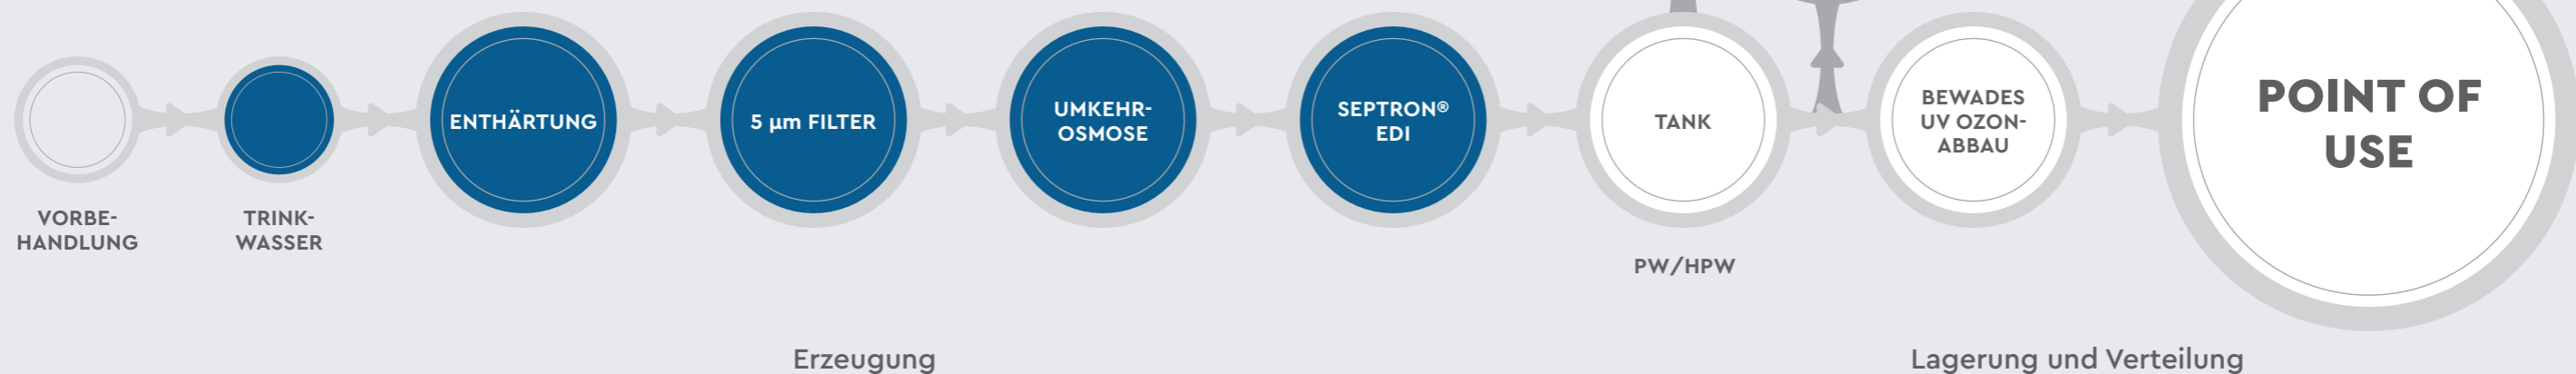 VORBE-
HANDLUNG
TRINK-
WASSER
ENTHÄRTUNG
5 µm FILTER
UMKEHR-
OSMOSE
SEPTRON®
EDI
TANK
PW/HPW
BEWADES
UV OZON-
ABBAU
POINT OF
USE
Erzeugung
Lagerung und Verteilung